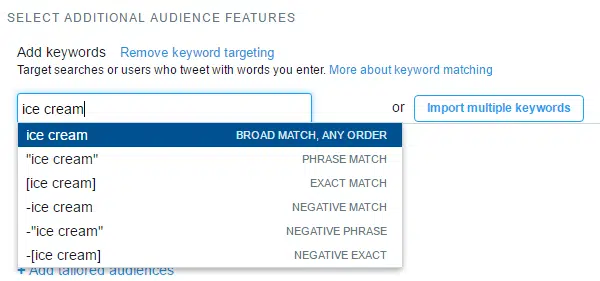 SELECT ADDITIONAL AUDIENCE FEATURES
Add keywords Remove keyword targeting
Target searches or users who tweet with words you enter. More about keyword matching
ice cream or Import multiple keywords
ice cream BROAD MATCH, ANY ORDER
"ice cream" PHRASE MATCH
[ice cream] EXACT MATCH
-ice cream NEGATIVE MATCH
-"ice cream" NEGATIVE PHRASE
-[ice cream] NEGATIVE EXACT
+ Add tailored audiences